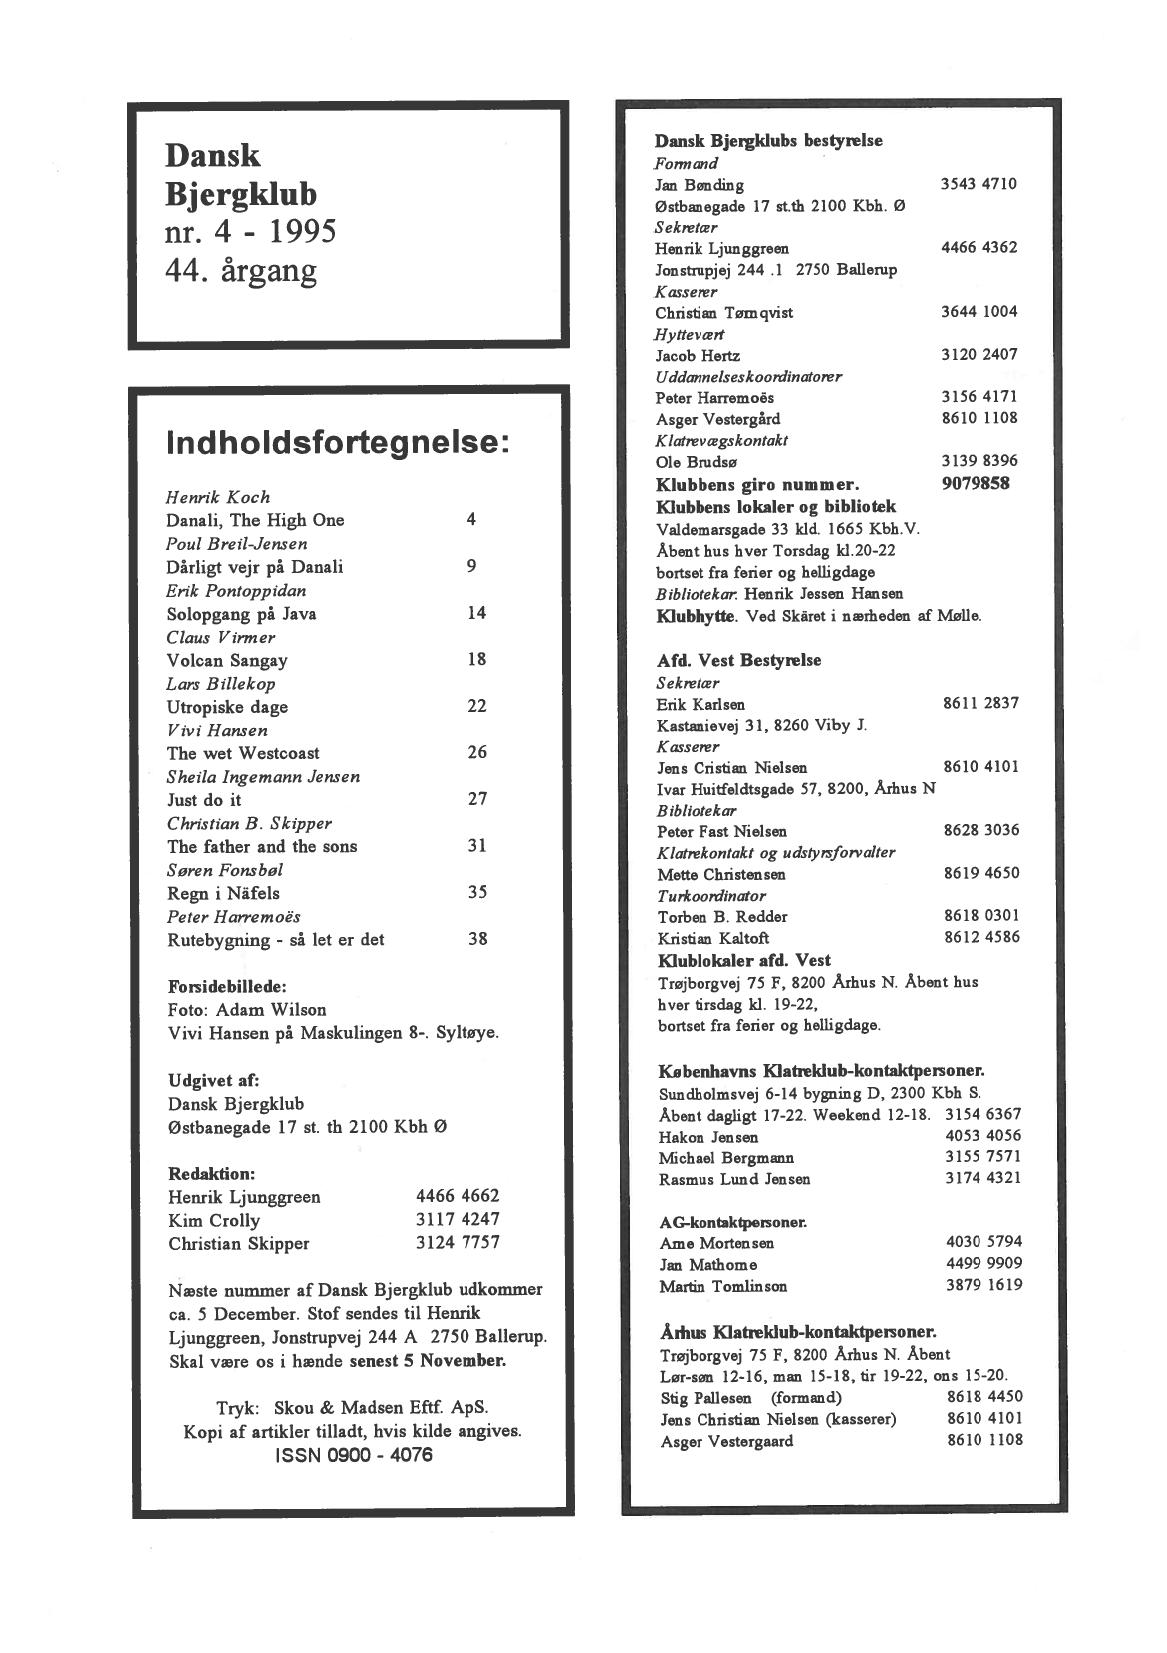 Dansk
Bjergklub
nr. 4 - 1995
44. årgang
Indholdsfortegnelse:
Henrik Koch
Danali, The High One 4
Poul Breil-Jensen
Dårligt vejr på Danali 9
Erik Pontoppidan
Solopgang på Java 14
Claus Virmer
Volcan Sangay 18
Lars Billekop
Utropiske dage 22
Vivi Hansen
The wet Westcoast 26
Sheila Ingemann Jensen
Just do it 27
Christian B. Skipper
The father and the sons 31
Søren Fonsbøl
Regn i Näfels 35
Peter Harremoës
Rutebygning - så let er det 38
Forsidebillede:
Foto: Adam Wilson
Vivi Hansen på Maskulingen 8-. Syltøye.
Udgivet af:
Dansk Bjergklub
Østbanegade 17 st. th 2100 Kbh Ø
Redaktion:
Henrik Ljunggreen 4466 4662
Kim Crolly 3117 4247
Christian Skipper 3124 7757
Næste nummer af Dansk Bjergklub udkommer
ca. 5 December. Stof sendes til Henrik
Ljunggreen, Jonstrupvej 244 A 2750 Ballerup.
Skal være os i hænde senest 5 November.
Tryk: Skou & Madsen Eftf. ApS.
Kopi af artikler tilladt, hvis kilde angives.
ISSN 0900 - 4076
Dansk Bjergklubs bestyrelse
Formand
Jan Bønding 3543 4710
Østbanegade 17 st.th 2100 Kbh. Ø
Sekretær
Henrik Ljunggreen 4466 4362
Jonstrupjej 244 .1 2750 Ballerup
Kasserer
Christian Tørnqvist 3644 1004
Hyttevært
Jacob Hertz 3120 2407
Uddannelseskoordinatorer
Peter Harremoës 3156 4171
Asger Vestergård 8610 1108
Klatrevægskontakt
Ole Brudsø 3139 8396
Klubbens giro nummer. 9079858
Klubbens lokaler og bibliotek
Valdemarsgade 33 kld. 1665 Kbh.V.
Åbent hus hver Torsdag kl.20-22
bortset fra ferier og helligdage
Bibliotekar: Henrik Jessen Hansen
Klubhytte. Ved Skäret i nærheden af Mølle.
Afd. Vest Bestyrelse
Sekretær
Erik Karlsen 8611 2837
Kastanievej 31, 8260 Viby J.
Kasserer
Jens Cristian Nielsen 8610 4101
Ivar Huitfeldtsgade 57, 8200, Århus N
Bibliotekar
Peter Fast Nielsen 8628 3036
Klatrekontakt og udstyrsforvalter
Mette Christensen 8619 4650
Turkoordinator
Torben B. Redder 8618 0301
Kristian Kaltoft 8612 4586
Klublokaler afd. Vest
Trøjborgvej 75 F, 8200 Århus N. Åbent hus
hver tirsdag kl. 19-22,
bortset fra ferier og helligdage.
Københavns Klatreklub-kontaktpersoner.
Sundholmsvej 6-14 bygning D, 2300 Kbh S.
Åbent dagligt 17-22. Weekend 12-18. 3154 6367
Hakon Jensen 4053 4056
Michael Bergmann 3155 7571
Rasmus Lund Jensen 3174 4321
AG-kontaktpersoner.
Arne Mortensen 4030 5794
Jan Mathorne 4499 9909
Martin Tomlinson 3879 1619
Århus Klatreklub-kontaktpersoner.
Trøjborgvej 75 F, 8200 Århus N. Åbent
Lør-søn 12-16, man 15-18, tir 19-22, ons 15-20.
Stig Pallesen (formand) 8618 4450
Jens Christian Nielsen (kasserer) 8610 4101
Asger Vestergaard 8610 1108